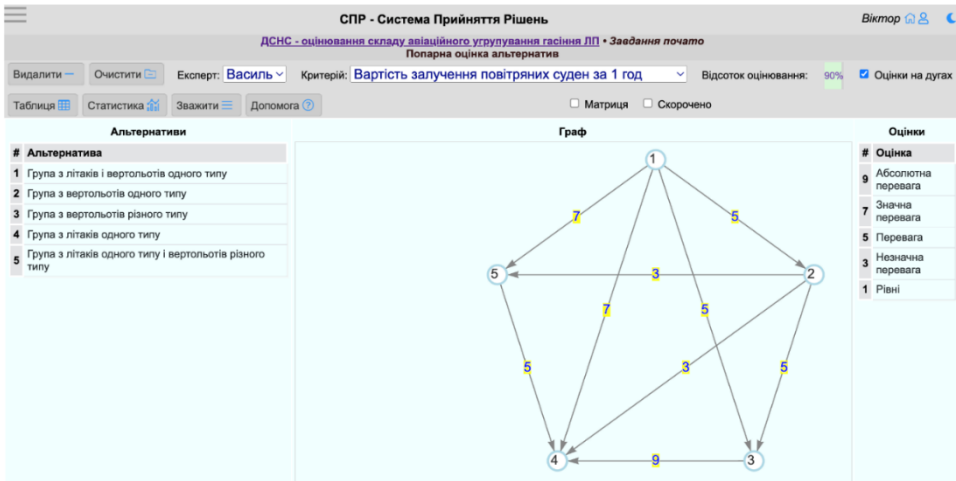 СПР - Система Прийняття Рішень
Віктор
ДСНС - оцінювання складу авіаційного угрупування гасіння ЛП • Завдання почато
Попарна оцінка альтернатив
Видалити Очистити Експерт: Василь Критерій: Вартість залучення повітряних суден за 1 год Відсоток оцінювання: 90% Оцінки на дугах
Таблиця Статистика Зважити Допомога Матриця Скорочено
Альтернативи
# Альтернатива
1 Група з літаків і вертольотів одного типу
2 Група з вертольотів одного типу
3 Група з вертольотів різного типу
4 Група з літаків одного типу
5 Група з літаків одного типу і вертольотів різного
типу
Граф
1
7 5
5 3 2
7 5
5 3 5
4 9 3
Оцінки
# Оцінка
9 Абсолютна
перевага
7 Значна
перевага
5 Перевага
3 Незначна
перевага
1 Рівні